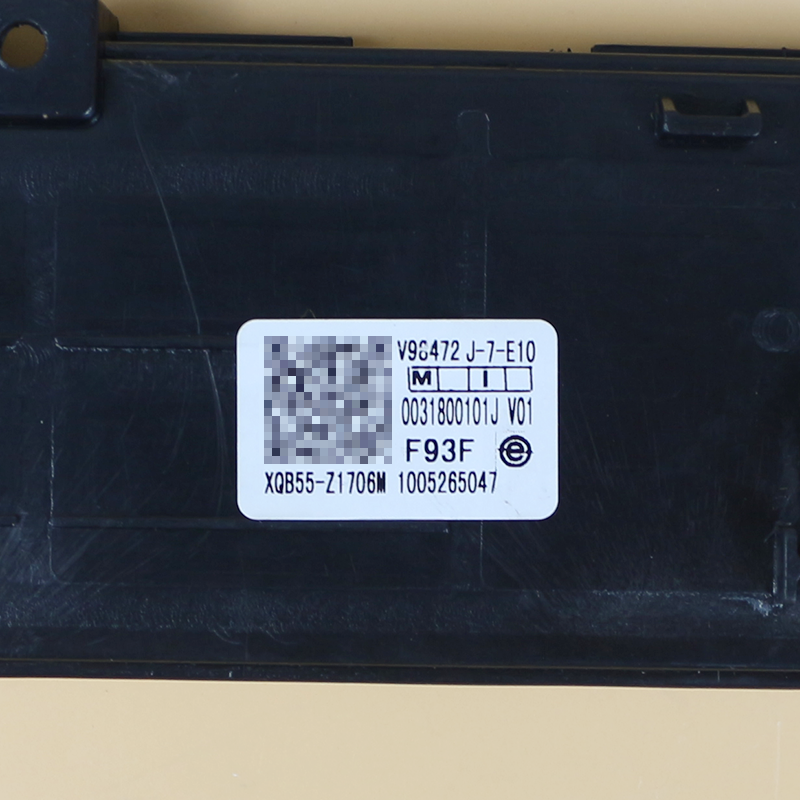 V98472 J-7-E10
M I
0031800101J V01
F93F e
XQB55-Z1706M 1005265047